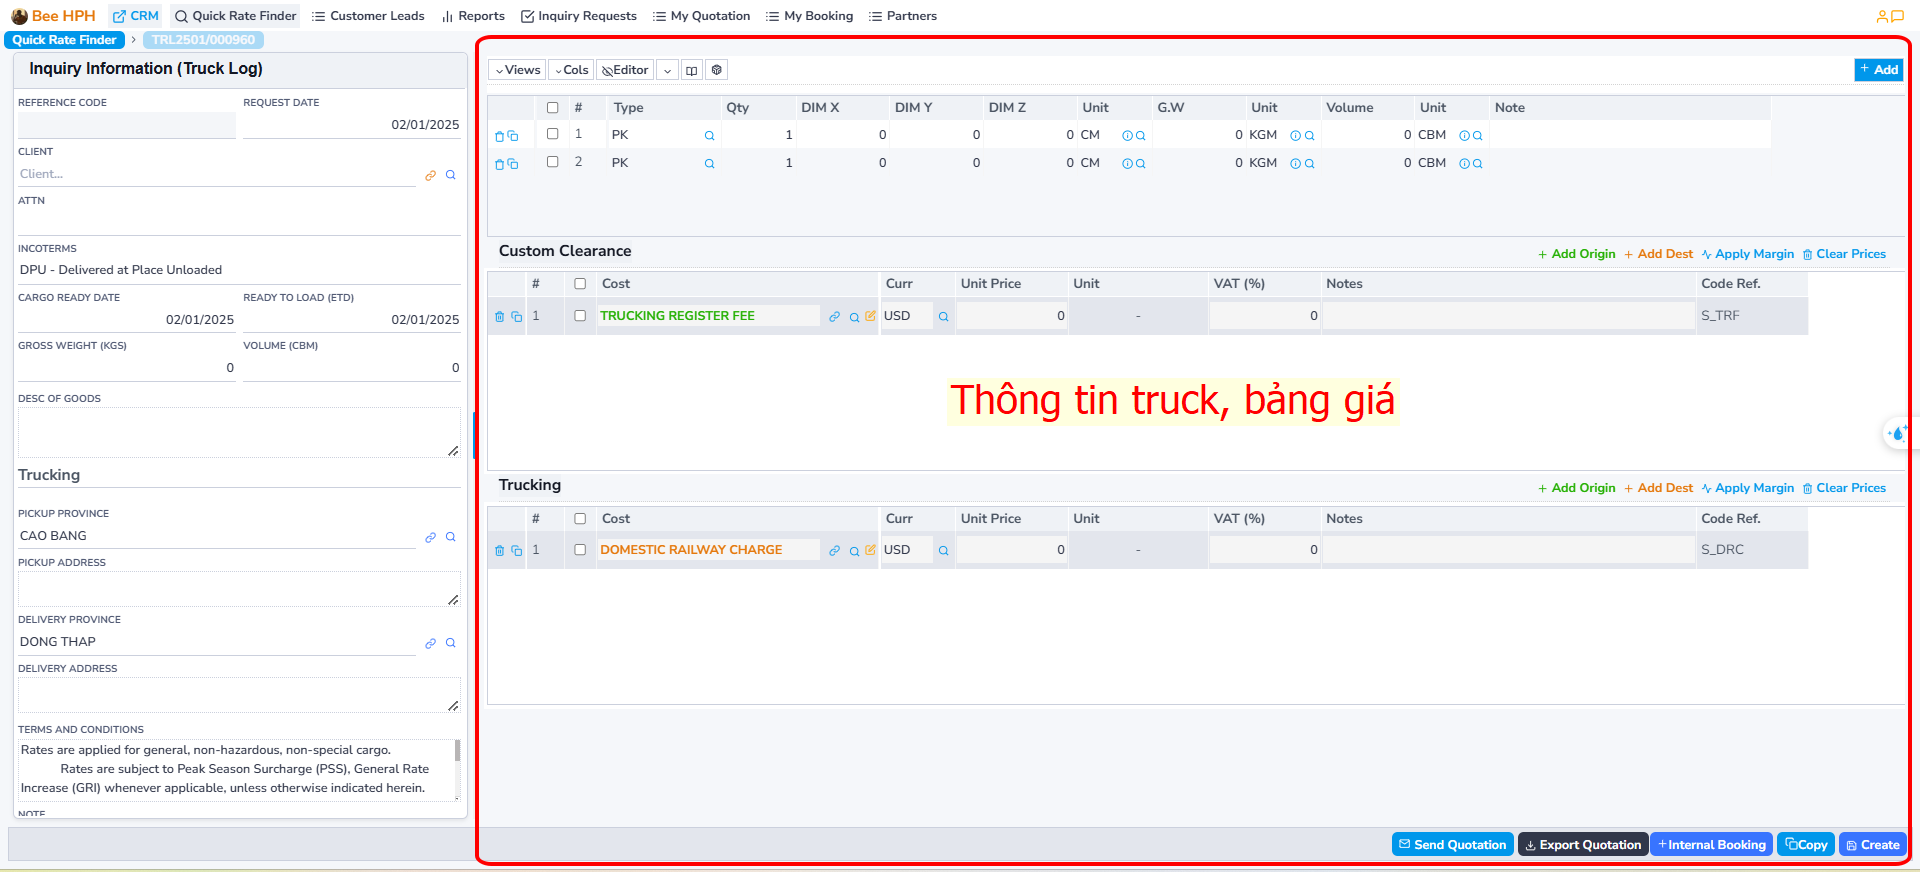 Bee HPH CRM Quick Rate Finder Customer Leads Reports Inquiry Requests My Quotation My Booking Partners
Quick Rate Finder > TRL2501/000960
Inquiry Information (Truck Log)
REFERENCE CODE REQUEST DATE
02/01/2025
CLIENT
Client...
ATTN
INCOTERMS
DPU - Delivered at Place Unloaded
CARGO READY DATE READY TO LOAD (ETD)
02/01/2025 02/01/2025
GROSS WEIGHT (KGS) VOLUME (CBM)
0 0
DESC OF GOODS
Trucking
PICKUP PROVINCE
CAO BANG
PICKUP ADDRESS
DELIVERY PROVINCE
DONG THAP
DELIVERY ADDRESS
TERMS AND CONDITIONS
Rates are applied for general, non-hazardous, non-special cargo.
Rates are subject to Peak Season Surcharge (PSS), General Rate
Increase (GRI) whenever applicable, unless otherwise indicated herein.
NOTE
Views Cols Editor + Add
# Type Qty DIM X DIM Y DIM Z Unit G.W Unit Volume Unit Note
1 PK 1 0 0 0 CM 0 KGM 0 CBM
2 PK 1 0 0 0 CM 0 KGM 0 CBM
Custom Clearance + Add Origin + Add Dest Apply Margin Clear Prices
# Cost Curr Unit Price Unit VAT (%) Notes Code Ref.
1 TRUCKING REGISTER FEE USD 0 - 0 S_TRF
Thông tin truck, bảng giá
Trucking + Add Origin + Add Dest Apply Margin Clear Prices
# Cost Curr Unit Price Unit VAT (%) Notes Code Ref.
1 DOMESTIC RAILWAY CHARGE USD 0 - 0 S_DRC
Send Quotation Export Quotation +Internal Booking Copy Create